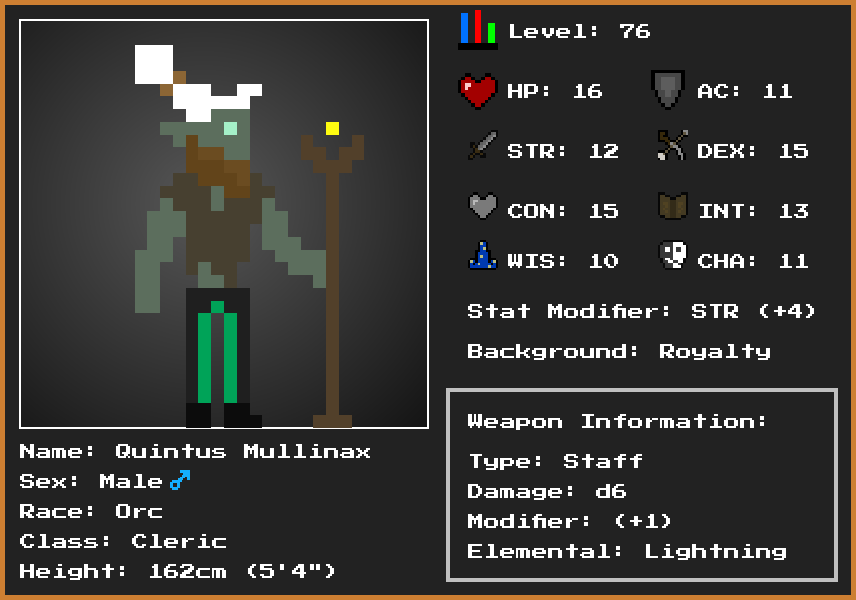 Level: 76
HP: 16
AC: 11
STR: 12
DEX: 15
CON: 15
INT: 13
WIS: 10
CHA: 11
Stat Modifier: STR (+4)
Background: Royalty
Weapon Information:
Type: Staff
Damage: d6
Modifier: (+1)
Elemental: Lightning
Name: Quintus Mullinax
Sex: Male ♂
Race: Orc
Class: Cleric
Height: 162cm (5'4")